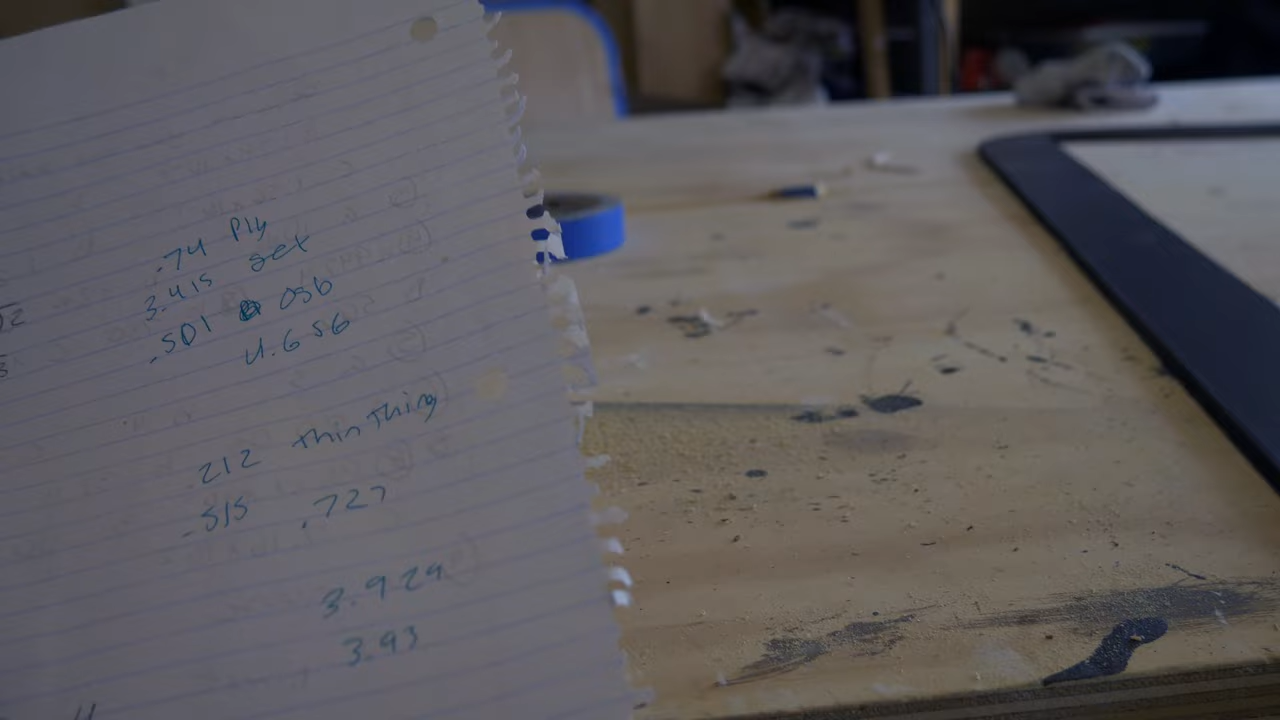 .74 Ply
3.415 set
.501 osb
4.656
212 thin Thing
.515 .727
3.929
3.93